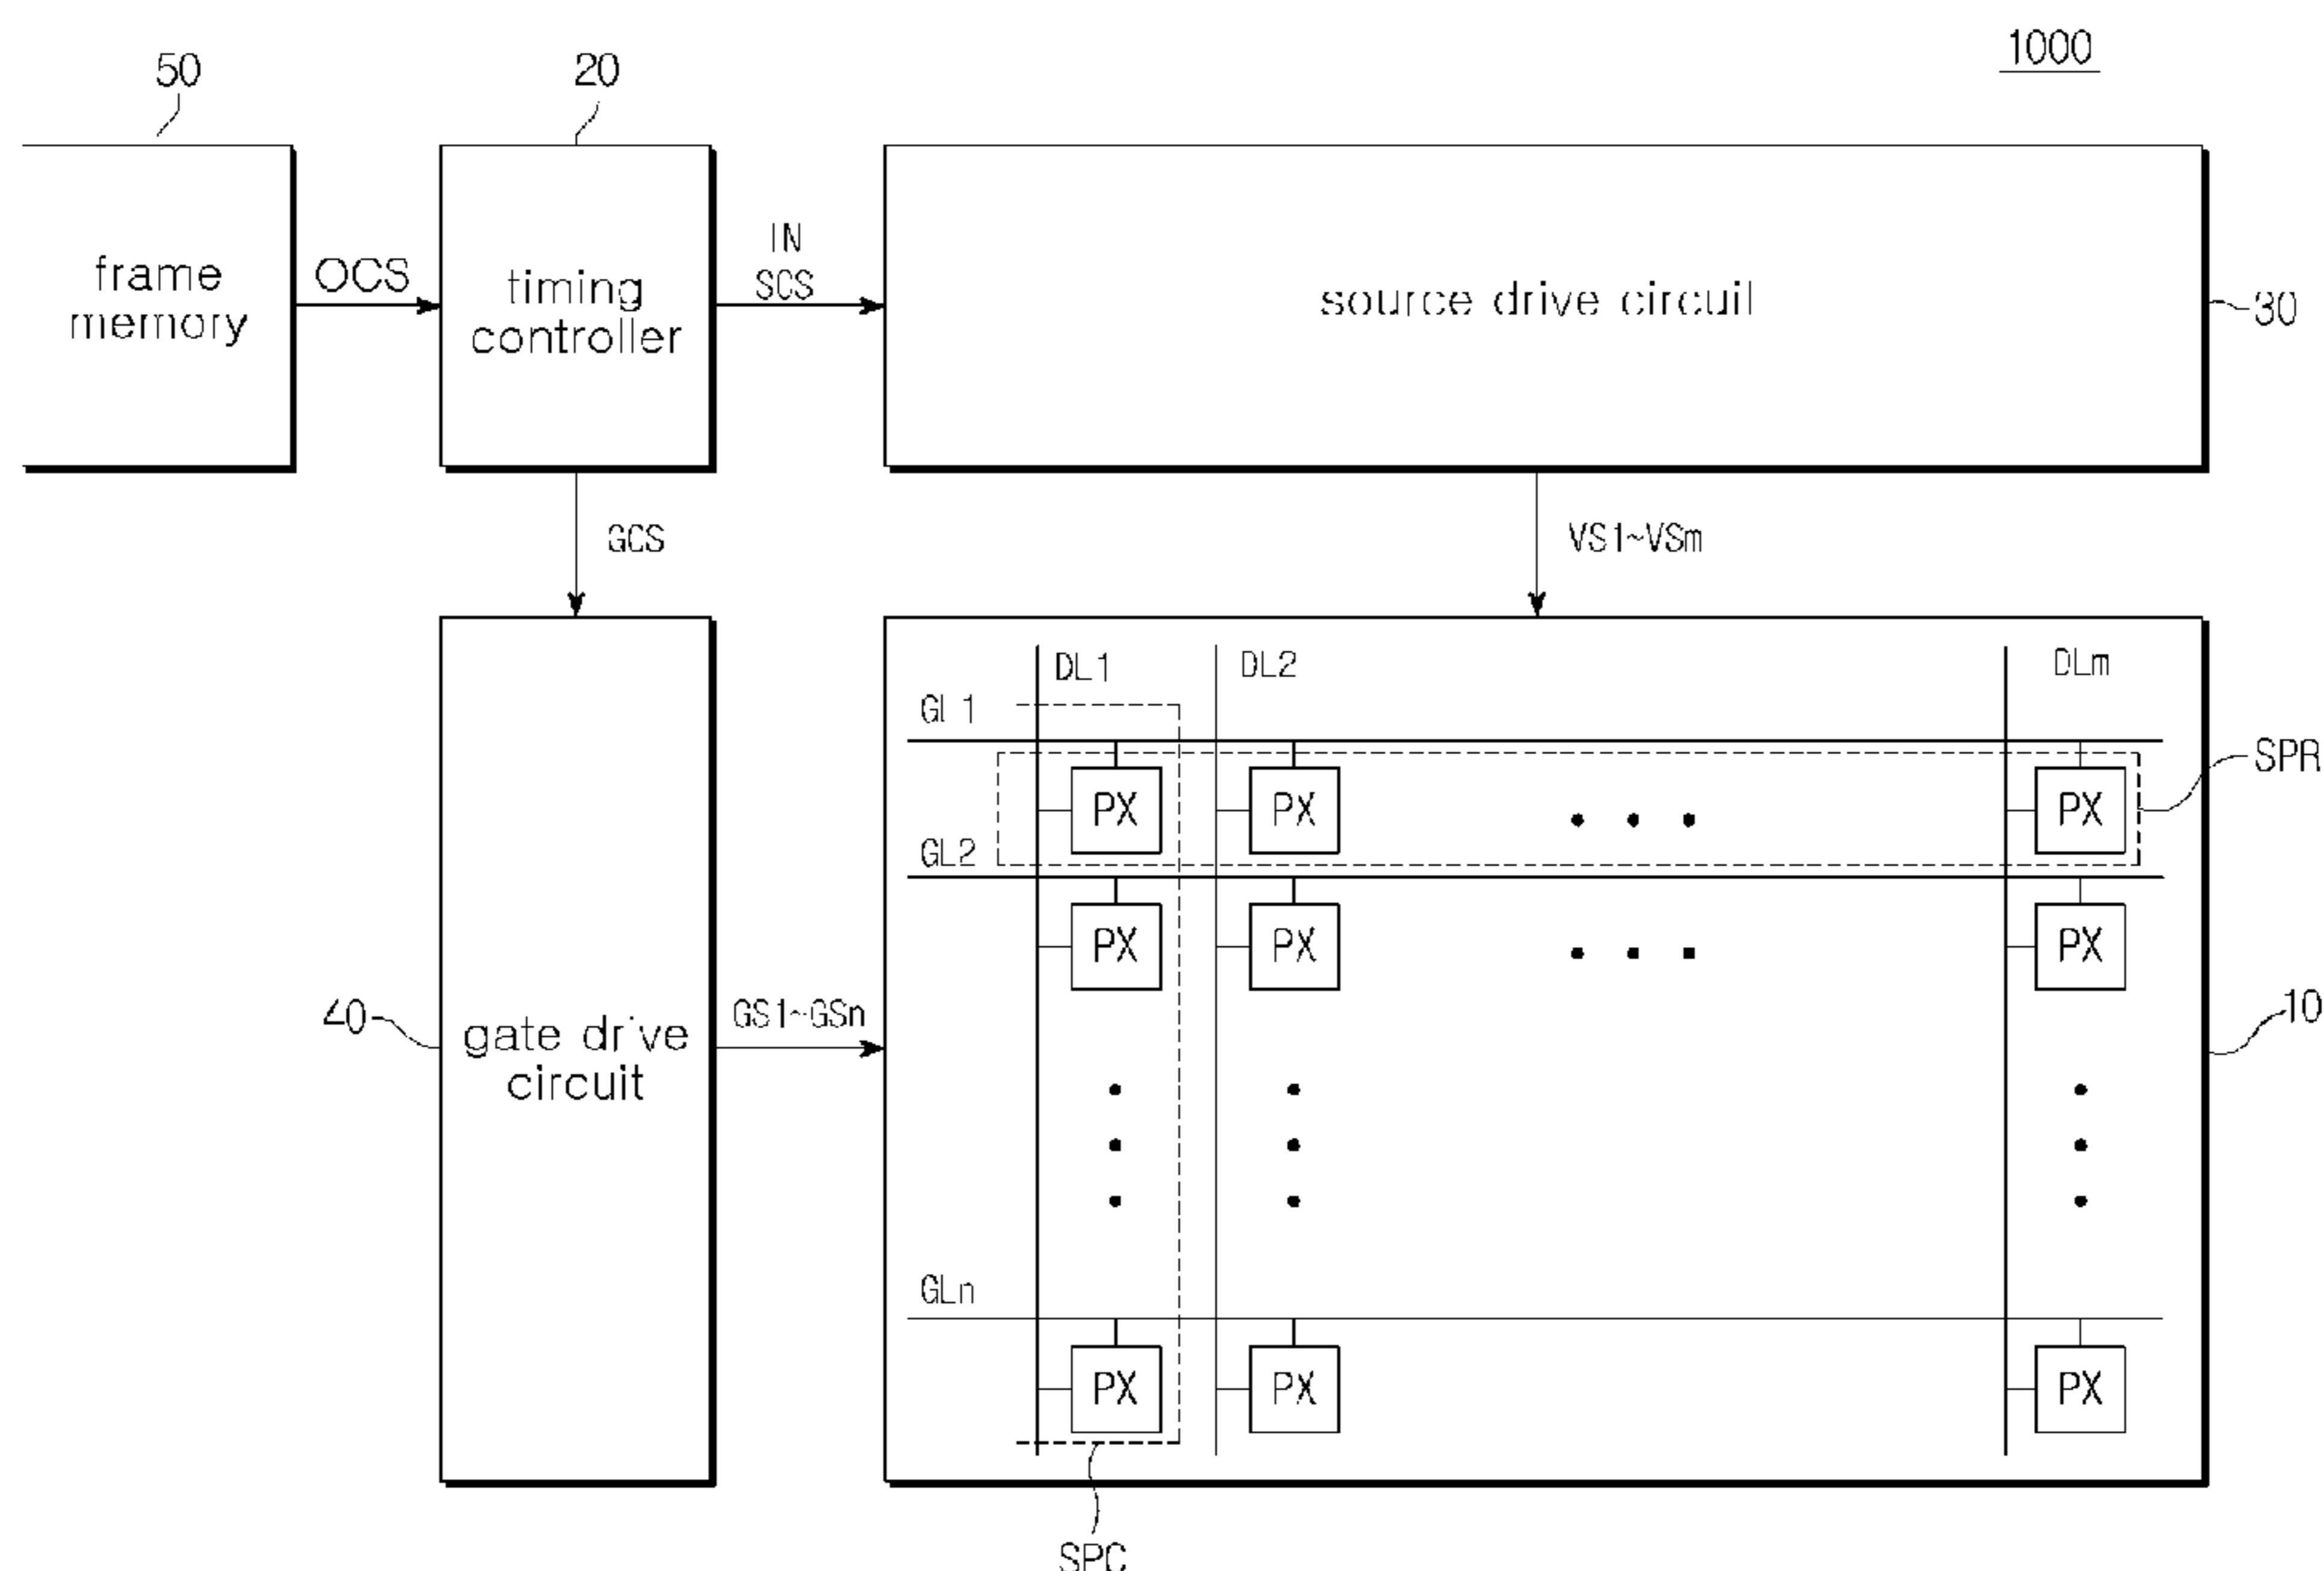 1000
50
20
frame
memory
OCS
timing
controller
IN
SCS
source drive circuil
30
GCS
VS1~VSm
DL1
DL2
DLm
GL1
SPR
PX
PX
PX
GL2
PX
PX
PX
40
gate drive
circuit
GS1~GSn
10
GLn
PX
PX
PX
SPC